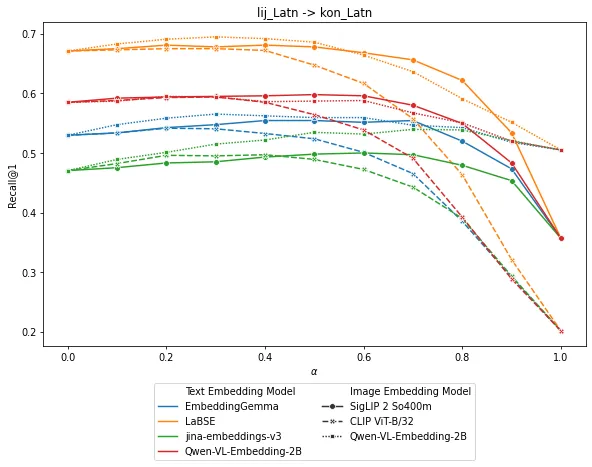 lij_Latn -> kon_Latn
Recall@1
0.7
0.6
0.5
0.4
0.3
0.2
0.0
0.2
0.4
0.6
0.8
1.0
α
Text Embedding Model
EmbeddingGemma
LaBSE
jina-embeddings-v3
Qwen-VL-Embedding-2B
Image Embedding Model
SigLIP 2 So400m
CLIP ViT-B/32
Qwen-VL-Embedding-2B